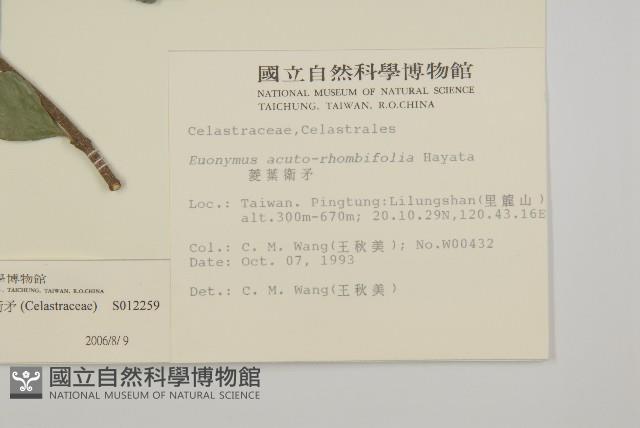 國立自然科學博物館
NATIONAL MUSEUM OF NATURAL SCIENCE
TAICHUNG, TAIWAN, R.O.CHINA
Celastraceae,Celastrales
Euonymus acuto-rhombifolia Hayata
菱葉衛矛
Loc.: Taiwan. Pingtung:Lilungshan(里龍山)
alt.300m-670m; 20.10.29N,120.43.16E
Col.: C. M. Wang(王秋美); No.W00432
Date: Oct. 07, 1993
Det.: C. M. Wang(王秋美)
學博物館
TAICHUNG, TAIWAN, R.O.CHINA
衛矛 (Celastraceae) S012259
2006/8/9
國立自然科學博物館
NATIONAL MUSEUM OF NATURAL SCIENCE